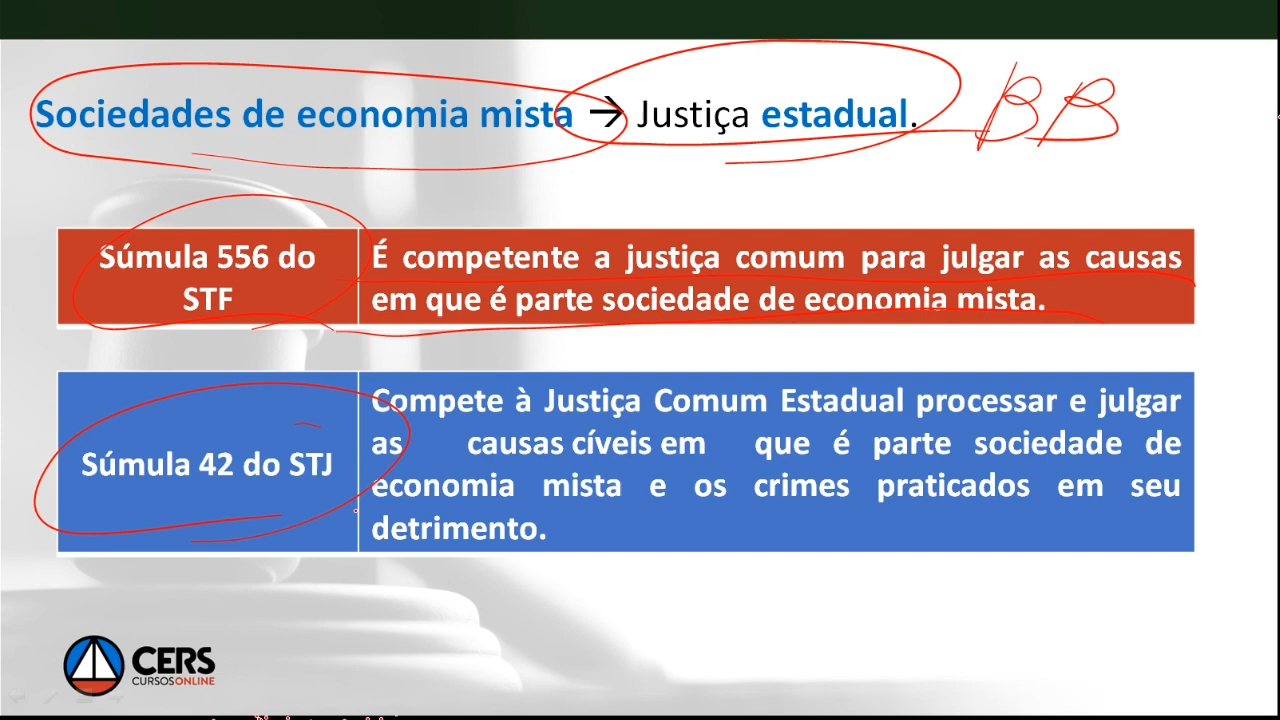 Sociedades de economia mista → Justiça estadual.
BB
Súmula 556 do
STF
É competente a justiça comum para julgar as causas
em que é parte sociedade de economia mista.
Súmula 42 do STJ
Compete à Justiça Comum Estadual processar e julgar
as causas cíveis em que é parte sociedade de
economia mista e os crimes praticados em seu
detrimento.
CERS
CURSOS ONLINE